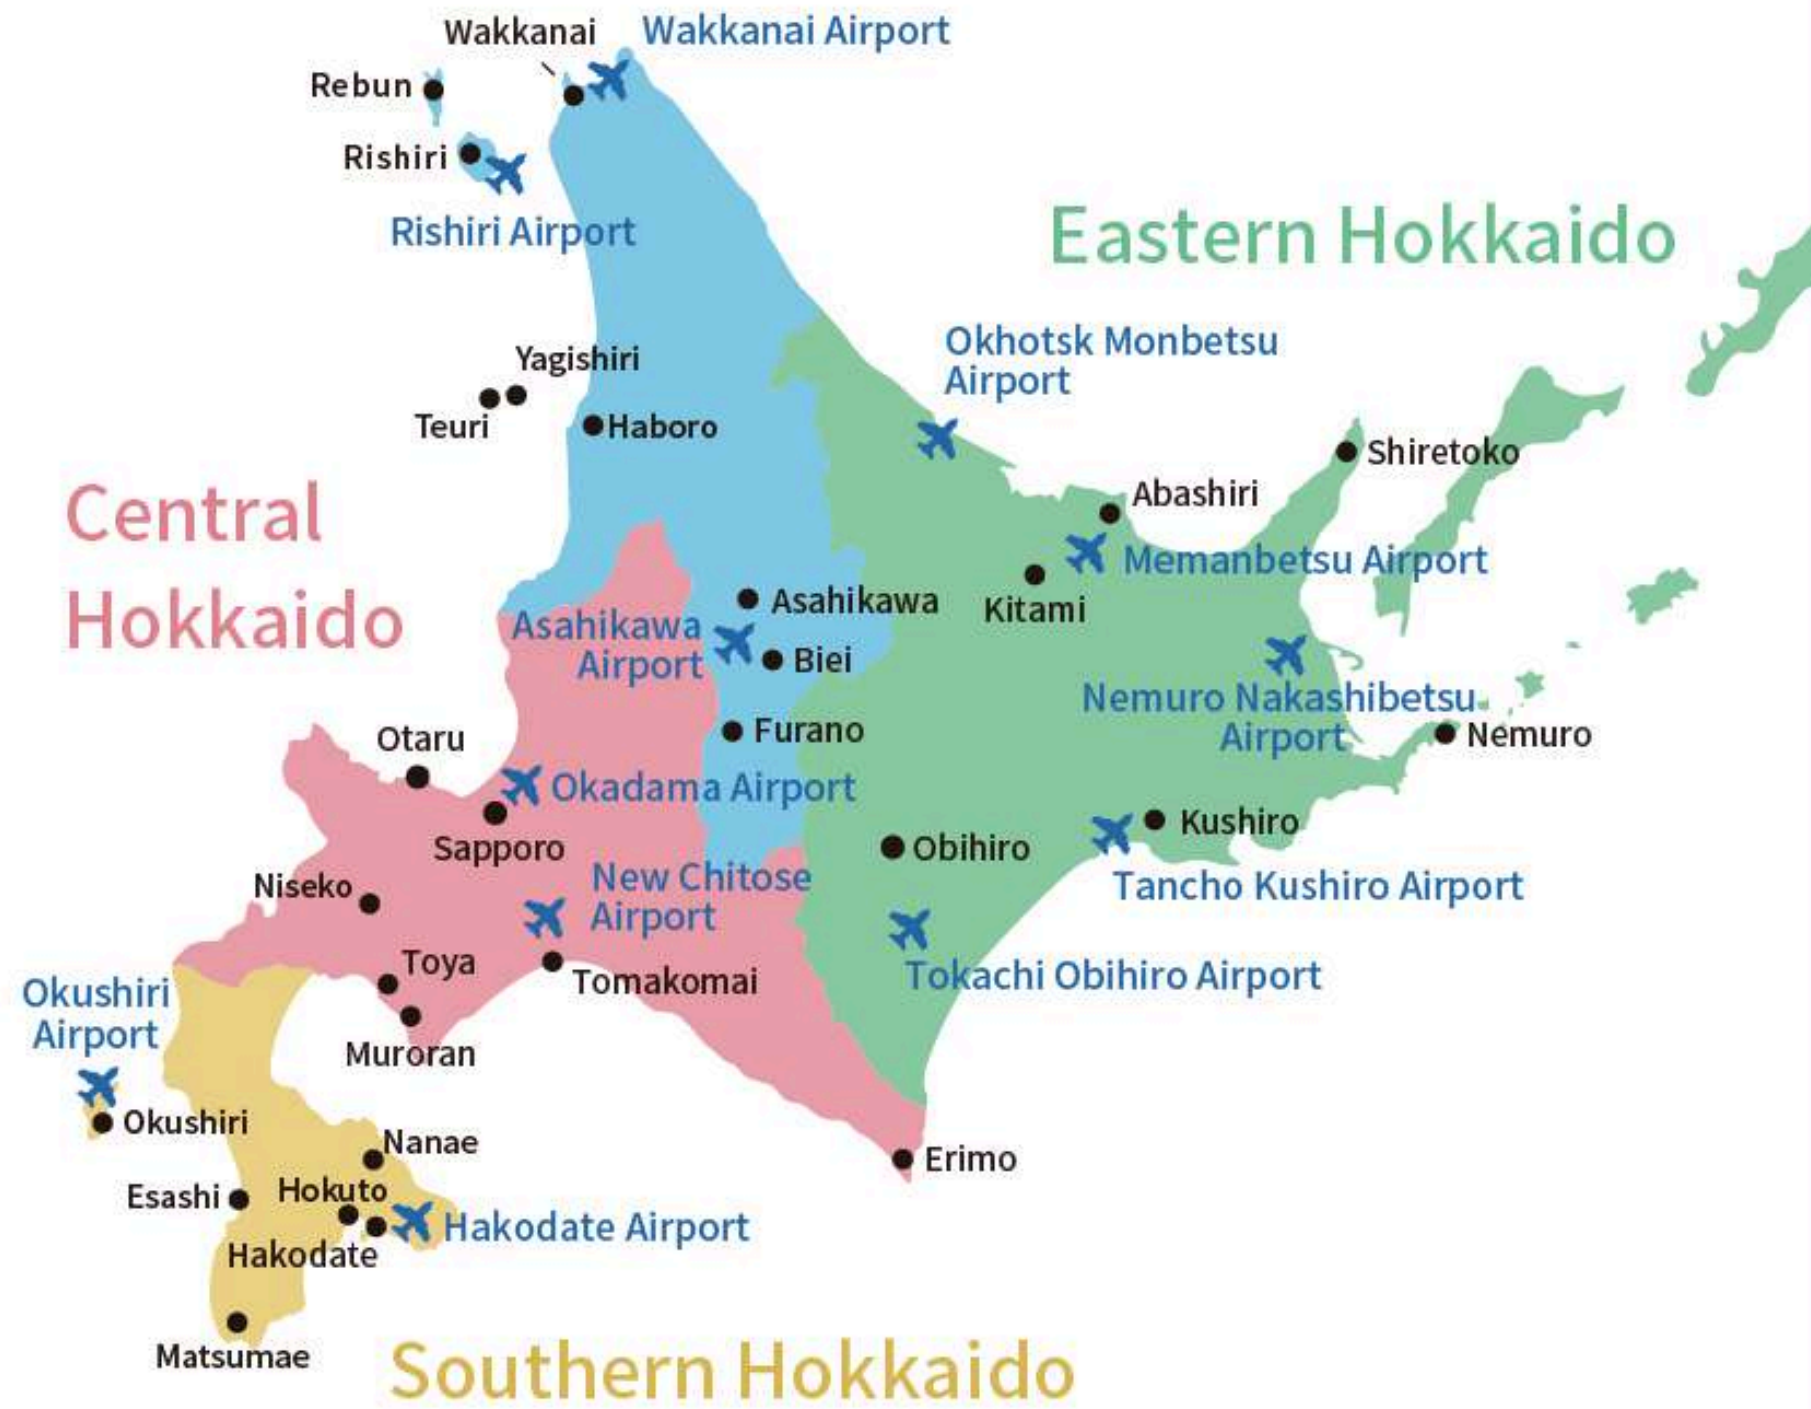 Wakkanai
Wakkanai Airport
Rebun
Rishiri
Rishiri Airport
Eastern Hokkaido
Okhotsk Monbetsu
Airport
Yagishiri
Teuri
Haboro
Shiretoko
Central
Hokkaido
Abashiri
Memanbetsu Airport
Kitami
Asahikawa
Asahikawa
Airport
Biei
Nemuro Nakashibetsu
Airport
Nemuro
Furano
Otaru
Okadama Airport
Sapporo
Kushiro
Obihiro
Tancho Kushiro Airport
New Chitose
Airport
Niseko
Toya
Tomakomai
Tokachi Obihiro Airport
Okushiri
Airport
Muroran
Okushiri
Nanae
Erimo
Esashi
Hokuto
Hakodate Airport
Hakodate
Matsumae
Southern Hokkaido